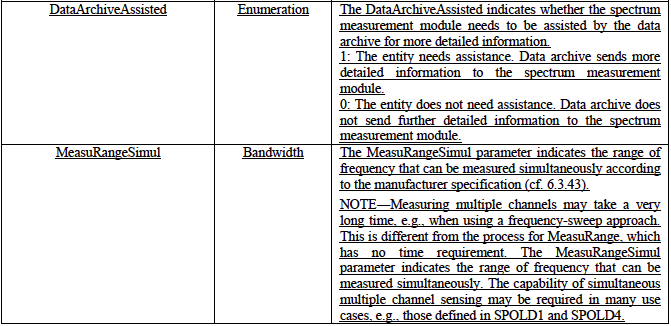 DataArchiveAssisted Enumeration The DataArchiveAssisted indicates whether the spectrum
measurement module needs to be assisted by the data
archive for more detailed information.
1: The entity needs assistance. Data archive sends more
detailed information to the spectrum measurement
module.
0: The entity does not need assistance. Data archive does
not send further detailed information to the spectrum
measurement module.
MeasuRangeSimul Bandwidth The MeasuRangeSimul parameter indicates the range of
frequency that can be measured simultaneously according
to the manufacturer specification (cf. 6.3.43).
NOTE—Measuring multiple channels may take a very
long time, e.g., when using a frequency-sweep approach.
This is different from the process for MeasuRange, which
has no time requirement. The MeasuRangeSimul
parameter indicates the range of frequency that can be
measured simultaneously. The capability of simultaneous
multiple channel sensing may be required in many use
cases, e.g., those defined in SPOLD1 and SPOLD4.